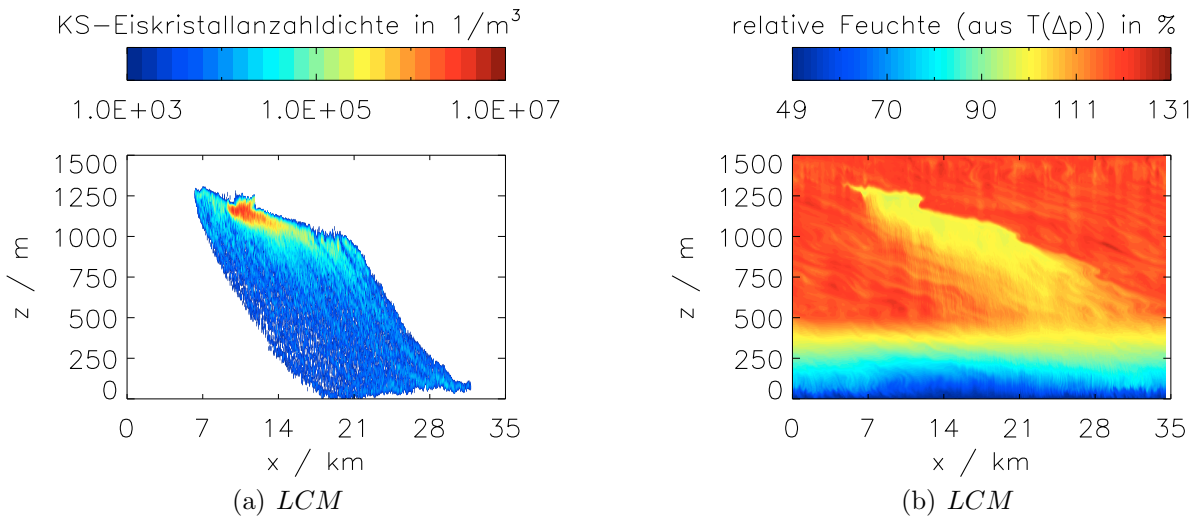 KS-Eiskristallanzahldichte in 1/m³
1.0E+03 1.0E+05 1.0E+07
1500
1250
1000
750
500
250
0
z / m
0 7 14 21 28 35
x / km
(a) LCM
relative Feuchte (aus T(Δp)) in %
49 70 90 111 131
1500
1250
1000
750
500
250
0
z / m
0 7 14 21 28 35
x / km
(b) LCM